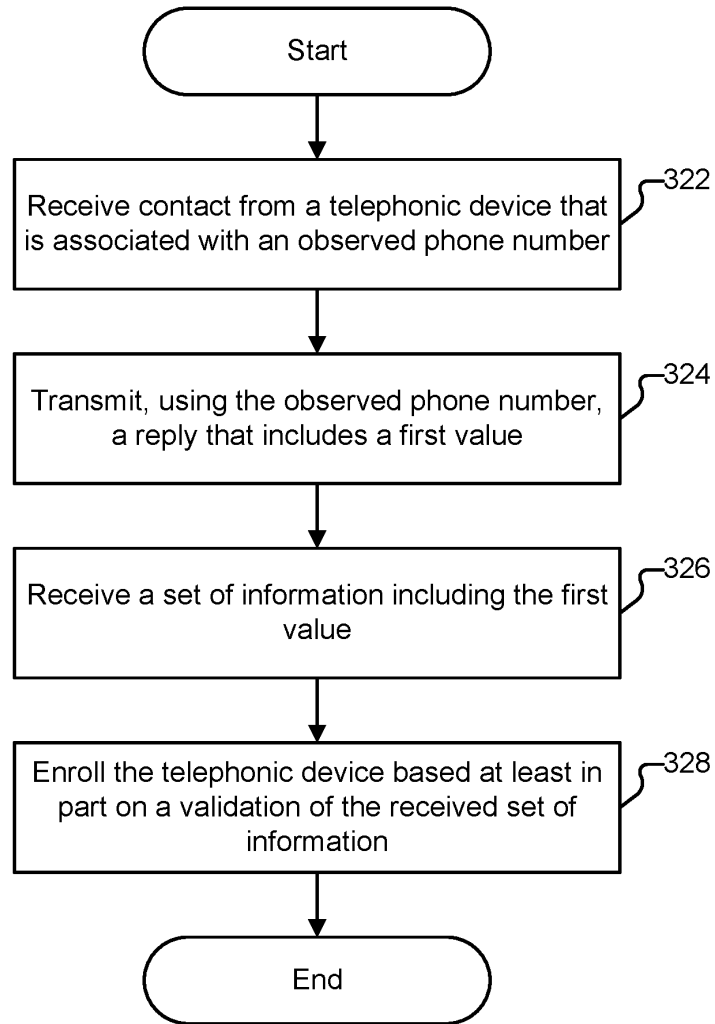 Start
Receive contact from a telephonic device that
is associated with an observed phone number
322
Transmit, using the observed phone number,
a reply that includes a first value
324
Receive a set of information including the first
value
326
Enroll the telephonic device based at least in
part on a validation of the received set of
information
328
End